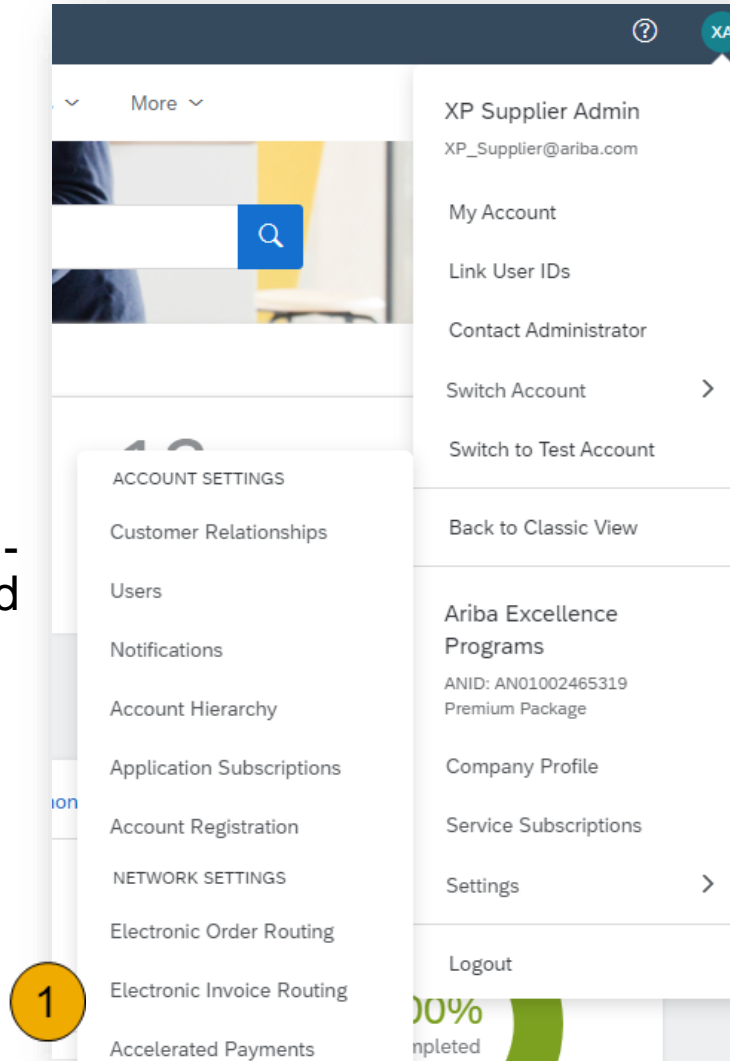 XA
More
XP Supplier Admin
XP_Supplier@ariba.com
My Account
Link User IDs
Contact Administrator
Switch Account
Switch to Test Account
Back to Classic View
Ariba Excellence
Programs
ANID: AN01002465319
Premium Package
Company Profile
Service Subscriptions
Settings
Logout
ACCOUNT SETTINGS
Customer Relationships
Users
Notifications
Account Hierarchy
Application Subscriptions
Account Registration
NETWORK SETTINGS
Electronic Order Routing
1
Electronic Invoice Routing
Accelerated Payments